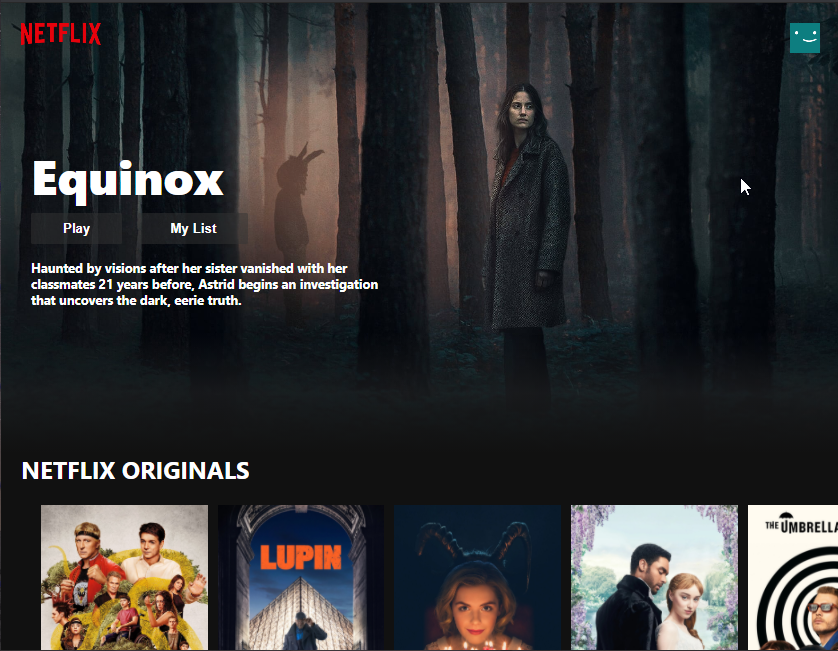 NETFLIX
Equinox
Play
My List
Haunted by visions after her sister vanished with her
classmates 21 years before, Astrid begins an investigation
that uncovers the dark, eerie truth.
NETFLIX ORIGINALS
LUPIN
THE UMBRELLA